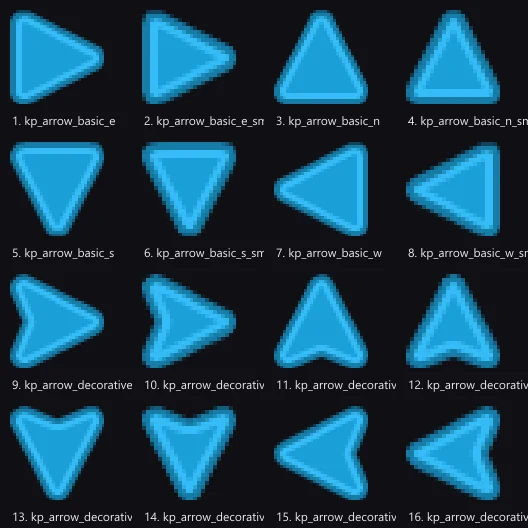 1. kp_arrow_basic_e
2. kp_arrow_basic_e_sm
3. kp_arrow_basic_n
4. kp_arrow_basic_n_sm
5. kp_arrow_basic_s
6. kp_arrow_basic_s_sm
7. kp_arrow_basic_w
8. kp_arrow_basic_w_sm
9. kp_arrow_decorative
10. kp_arrow_decorativ
11. kp_arrow_decorativ
12. kp_arrow_decorativ
13. kp_arrow_decorativ
14. kp_arrow_decorativ
15. kp_arrow_decorativ
16. kp_arrow_decorativ